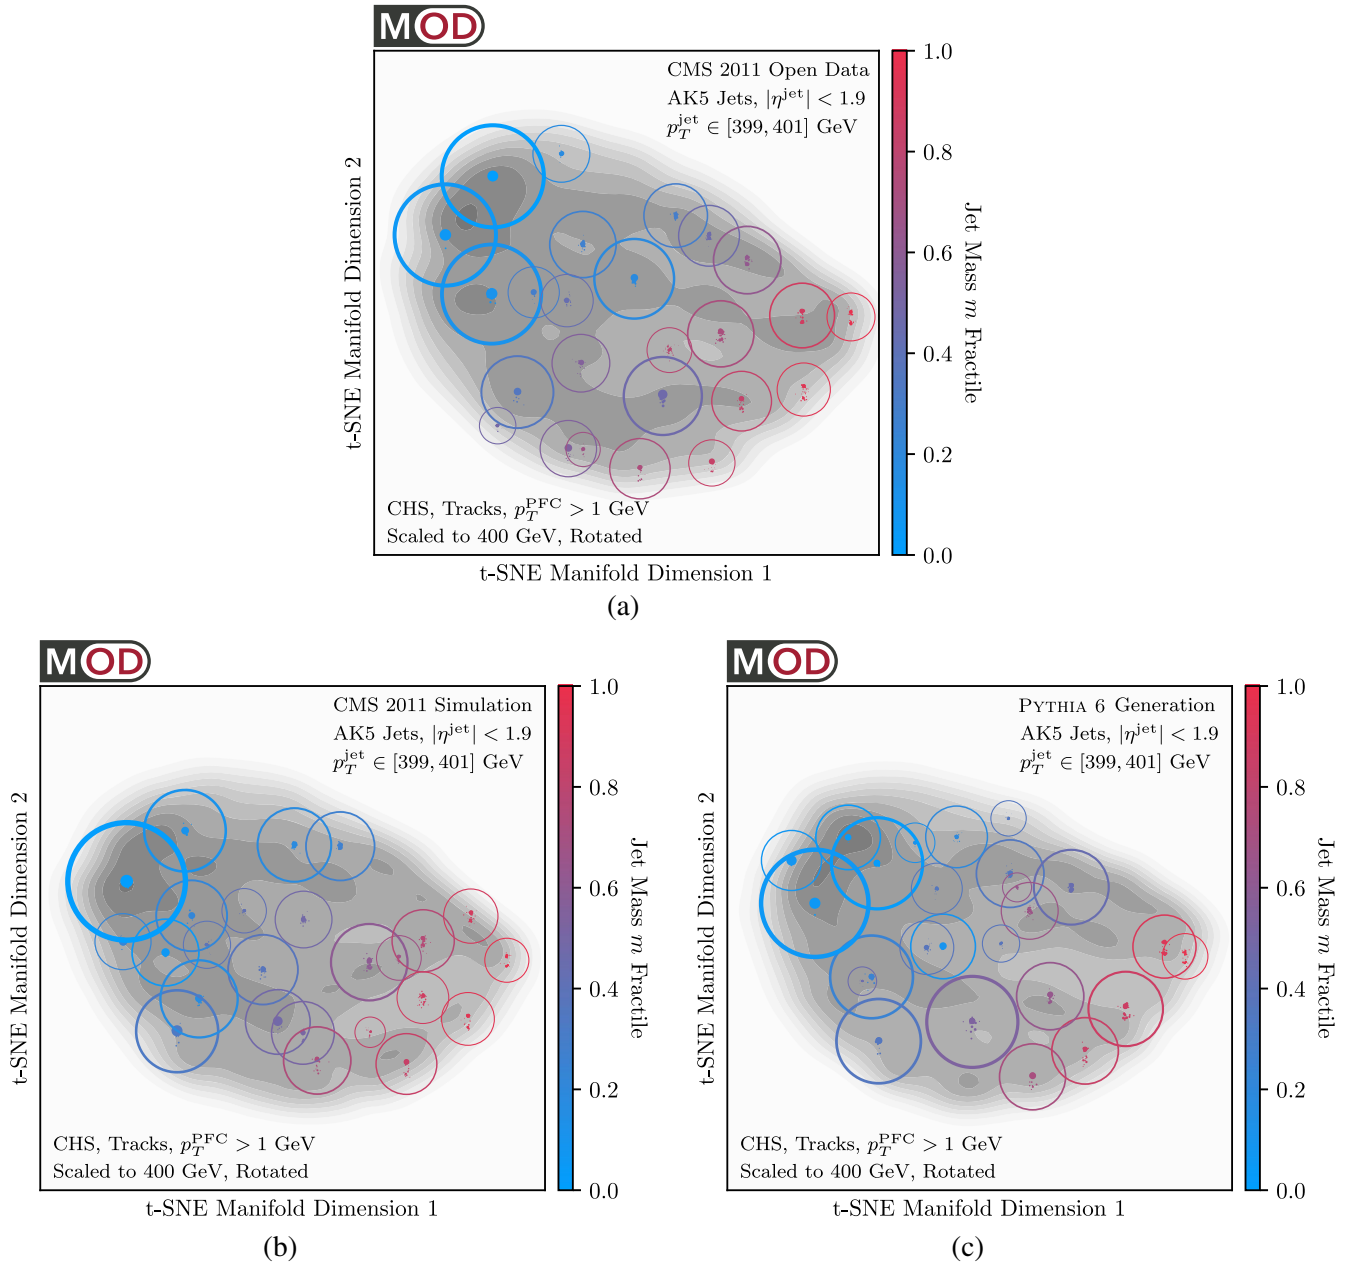 MOD
CMS 2011 Open Data
AK5 Jets, |η^jet| < 1.9
p_T^jet ∈ [399, 401] GeV
CHS, Tracks, p_T^PFC > 1 GeV
Scaled to 400 GeV, Rotated
t-SNE Manifold Dimension 2
t-SNE Manifold Dimension 1
1.0
0.8
0.6
0.4
0.2
0.0
Jet Mass m Fractile
(a)
MOD
CMS 2011 Simulation
AK5 Jets, |η^jet| < 1.9
p_T^jet ∈ [399, 401] GeV
CHS, Tracks, p_T^PFC > 1 GeV
Scaled to 400 GeV, Rotated
t-SNE Manifold Dimension 2
t-SNE Manifold Dimension 1
1.0
0.8
0.6
0.4
0.2
0.0
Jet Mass m Fractile
(b)
MOD
PYTHIA 6 Generation
AK5 Jets, |η^jet| < 1.9
p_T^jet ∈ [399, 401] GeV
CHS, Tracks, p_T^PFC > 1 GeV
Scaled to 400 GeV, Rotated
t-SNE Manifold Dimension 2
t-SNE Manifold Dimension 1
1.0
0.8
0.6
0.4
0.2
0.0
Jet Mass m Fractile
(c)